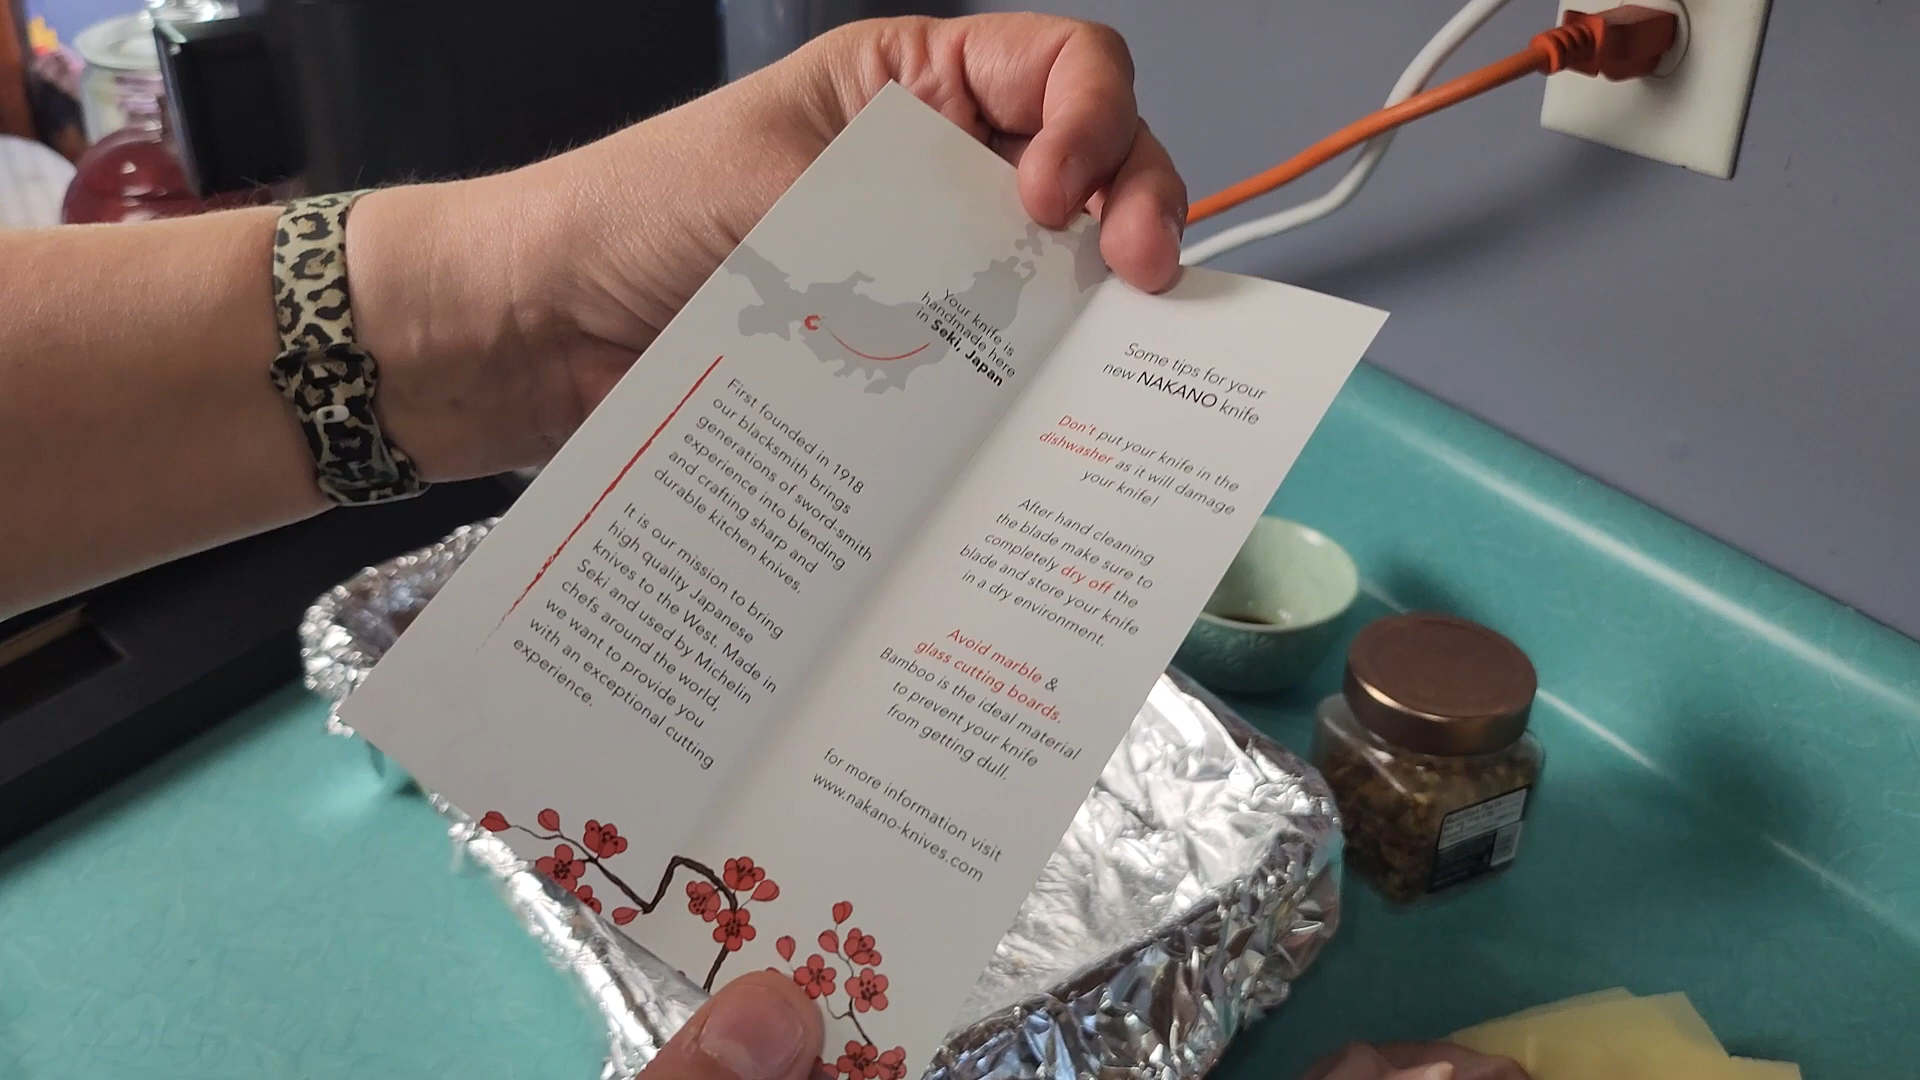 Your knife is
handmade here
in Seki, Japan
First founded in 1918
our blacksmith brings
generations of sword-smith
experience into blending
and crafting sharp and
durable kitchen knives.
It is our mission to bring
high quality Japanese
knives to the West. Made in
Seki and used by Michelin
chefs around the world,
we want to provide you
with an exceptional cutting
experience.
Some tips for your
new NAKANO knife
Don't put your knife in the
dishwasher as it will damage
your knife!
After hand cleaning
the blade make sure to
completely dry off the
blade and store your knife
in a dry environment.
Avoid marble &
glass cutting boards.
Bamboo is the ideal material
to prevent your knife
from getting dull.
for more information visit
www.nakano-knives.com